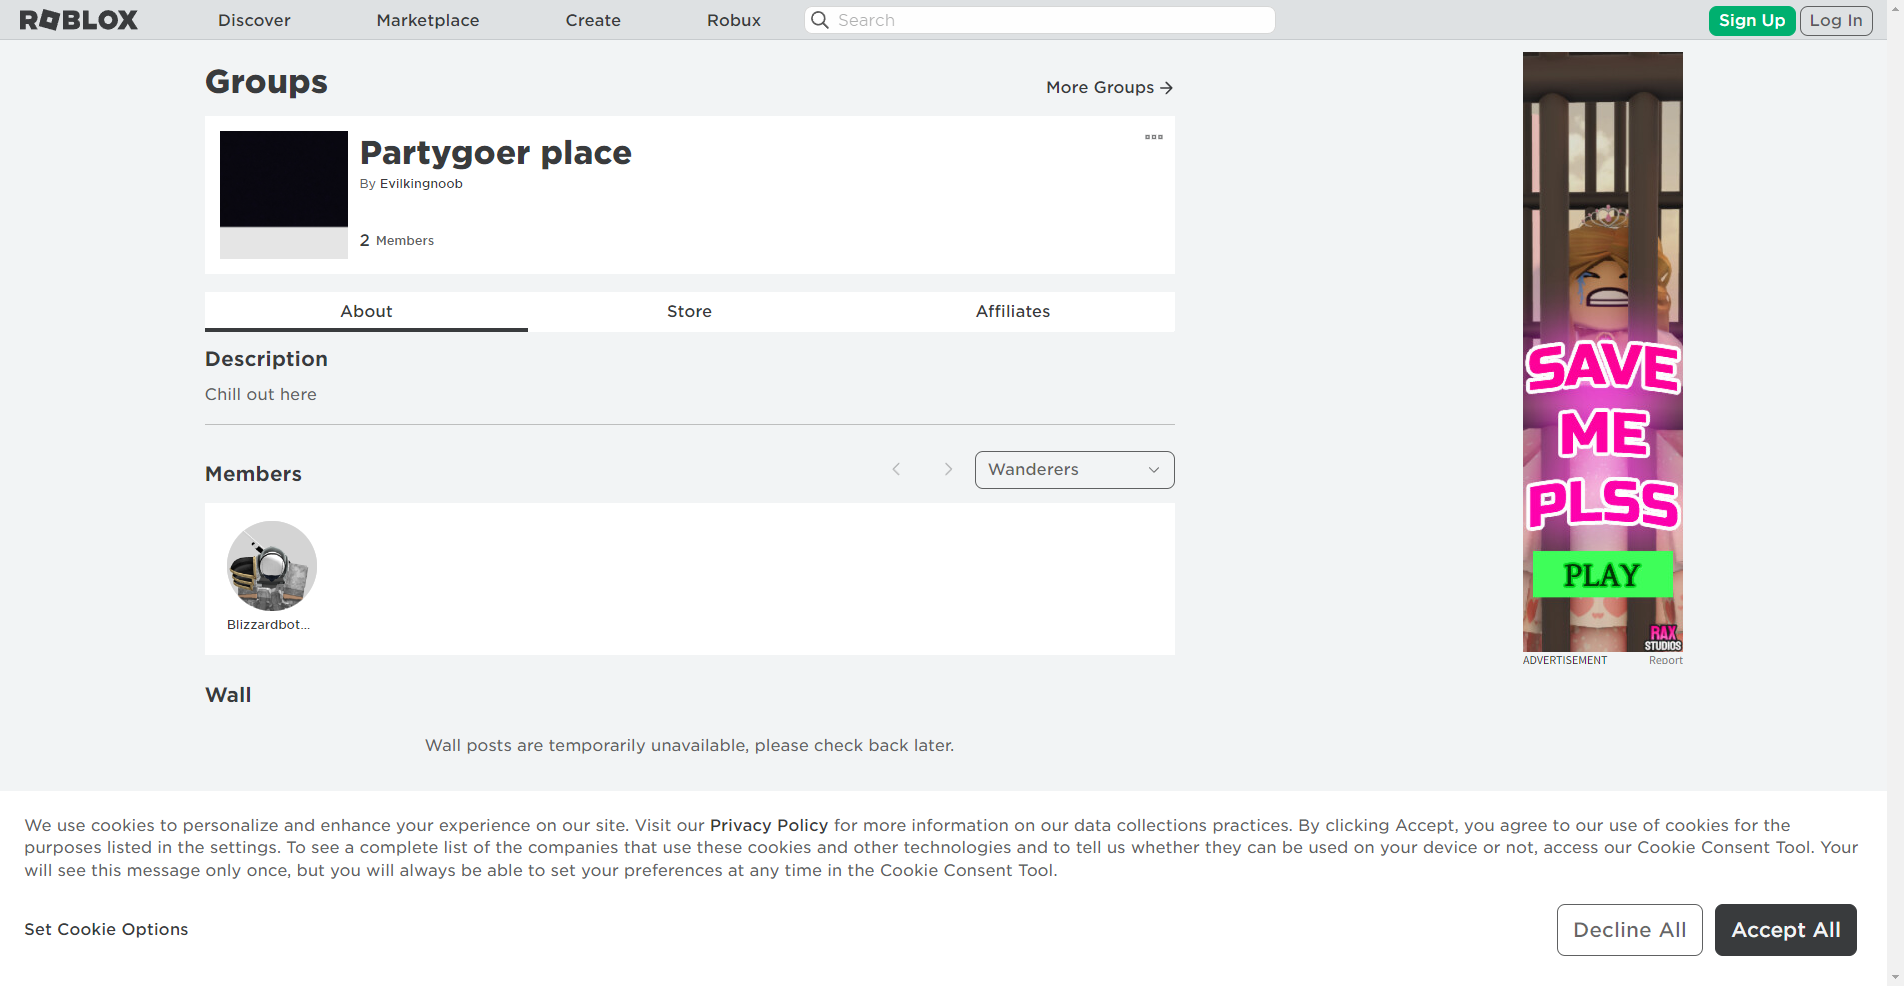 ROBLOX
Discover
Marketplace
Create
Robux
Search
Sign Up
Log In
Groups
More Groups
Partygoer place
By Evilkingnoob
2 Members
About
Store
Affiliates
Description
Chill out here
Members
Wanderers
Blizzardbot...
Wall
Wall posts are temporarily unavailable, please check back later.
SAVE
ME
PLSS
PLAY
RAX
STUDIOS
ADVERTISEMENT
Report
We use cookies to personalize and enhance your experience on our site. Visit our Privacy Policy for more information on our data collections practices. By clicking Accept, you agree to our use of cookies for the
purposes listed in the settings. To see a complete list of the companies that use these cookies and other technologies and to tell us whether they can be used on your device or not, access our Cookie Consent Tool. Your
will see this message only once, but you will always be able to set your preferences at any time in the Cookie Consent Tool.
Set Cookie Options
Decline All
Accept All